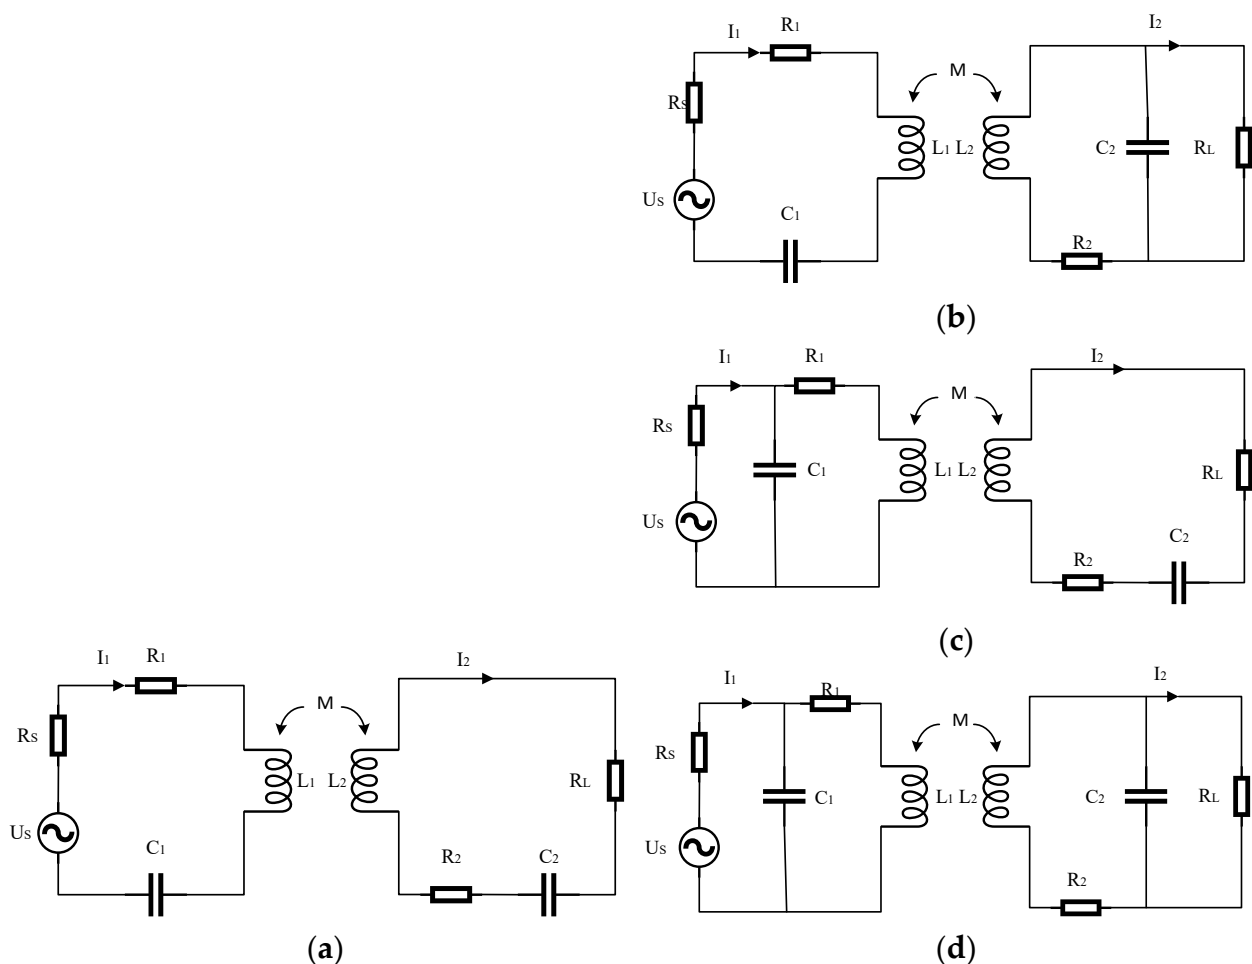 I1 R1 I2
M
RS
C2 RL
L1 L2
US
C1
R2
(b)
I1 R1 I2
M
RS
L1 L2
C1 RL
US
C2
R2
(c)
I1 R1 I2
M
RS
L1 L2
RL
US
C1 R2 C2
(a)
I1 R1 I2
M
RS
C1 L1 L2 C2 RL
US
R2
(d)